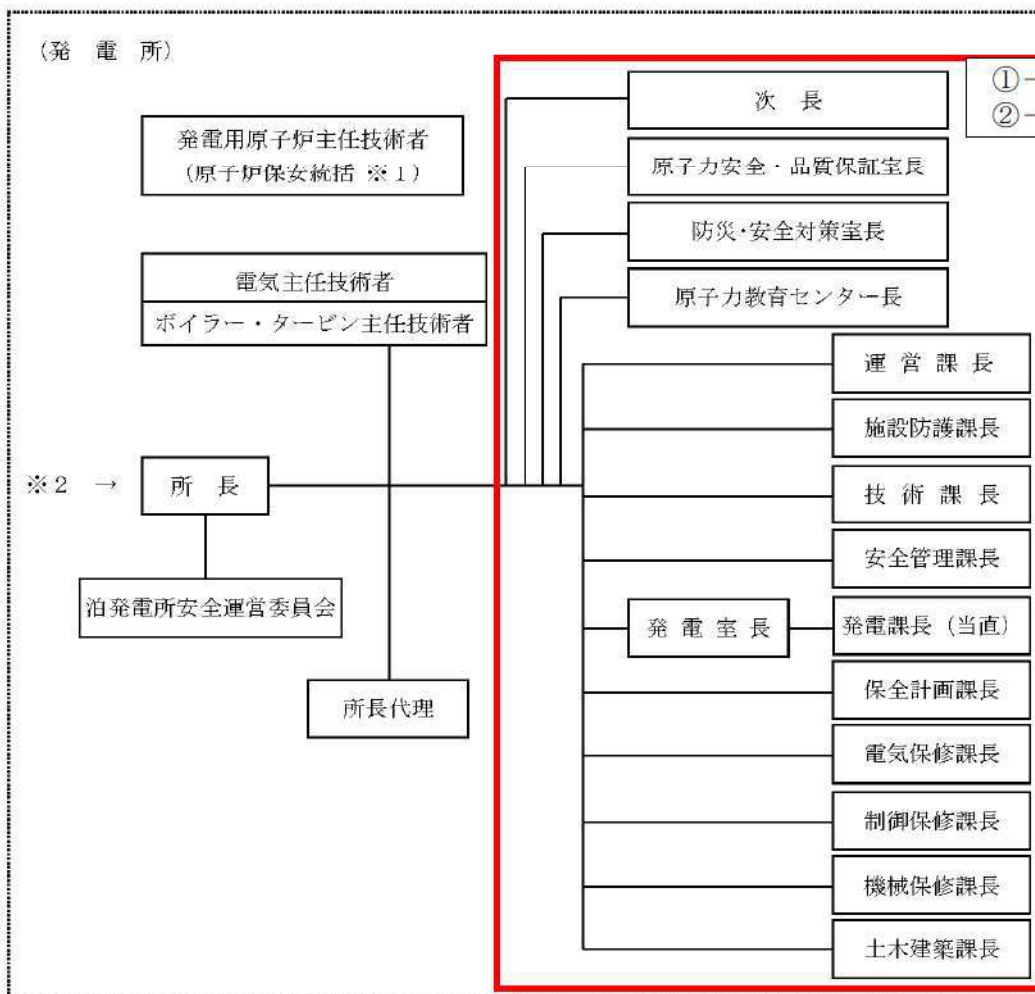 (発 電 所)
発電用原子炉主任技術者
(原子炉保安統括 ※1)
電気主任技術者
ボイラー・タービン主任技術者
※2 → 所 長
泊発電所安全運営委員会
所長代理
①-
②-
次 長
原子力安全・品質保証室長
防災・安全対策室長
原子力教育センター長
運 営 課 長
施設防護課長
技 術 課 長
安全管理課長
発 電 室 長
発電課長 (当直)
保全計画課長
電気保修課長
制御保修課長
機械保修課長
土木建築課長